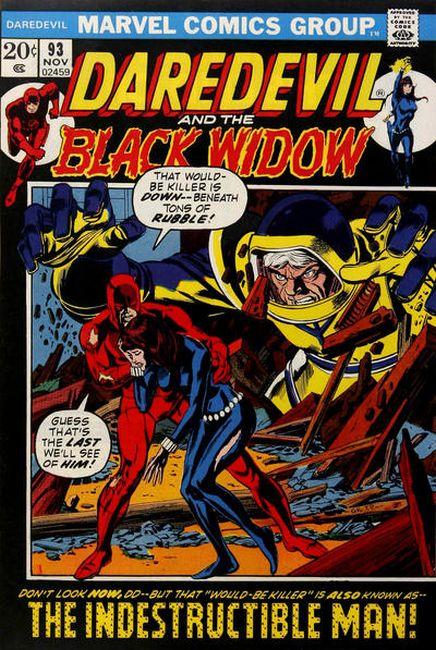 DAREDEVIL
MARVEL COMICS GROUP™
APPROVED
BY THE
COMICS
CODE
AUTHORITY
20¢
93
NOV
02459
DAREDEVIL®
AND THE
BLACK WIDOW
THAT WOULD-
BE KILLER IS
DOWN--BENEATH
TONS OF
RUBBLE!
GUESS
THAT'S
THE LAST
WE'LL SEE
OF HIM!
DON'T LOOK NOW, DD--BUT THAT "WOULD-BE KILLER" IS ALSO KNOWN AS--
THE INDESTRUCTIBLE MAN!